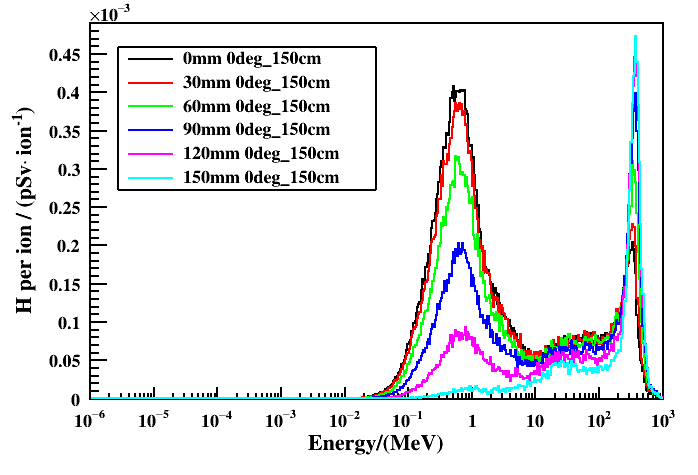 ×10⁻³
0.45
0.4
0.35
0.3
0.25
0.2
0.15
0.1
0.05
0
H per ion / (pSv· ion⁻¹)
0mm 0deg_150cm
30mm 0deg_150cm
60mm 0deg_150cm
90mm 0deg_150cm
120mm 0deg_150cm
150mm 0deg_150cm
10⁻⁶ 10⁻⁵ 10⁻⁴ 10⁻³ 10⁻² 10⁻¹ 1 10 10² 10³
Energy/(MeV)